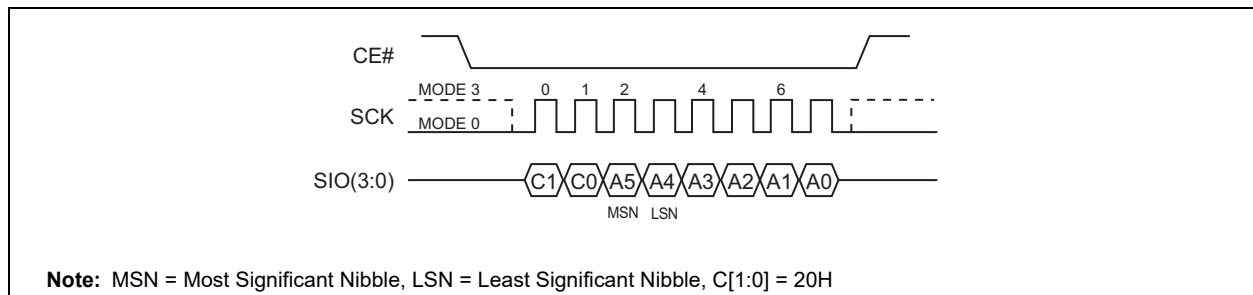 CE#
MODE 3 0 1 2 4 6
SCK
MODE 0
SIO(3:0) C1 C0 A5 A4 A3 A2 A1 A0
MSN LSN
Note: MSN = Most Significant Nibble, LSN = Least Significant Nibble, C[1:0] = 20H